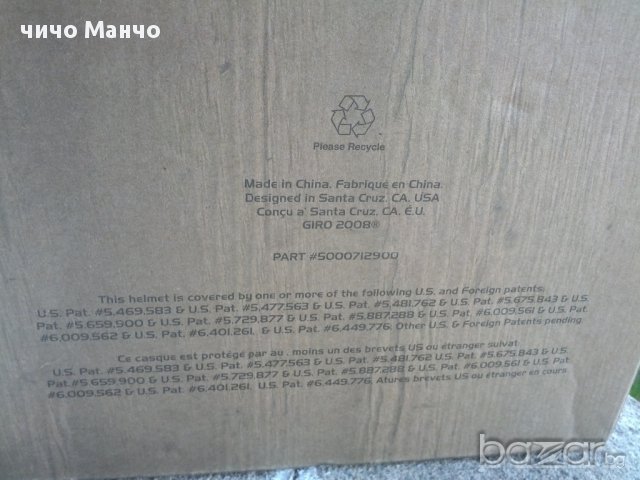 чичо Манчо
Please Recycle
Made in China. Fabrique en China.
Designed in Santa Cruz. CA. USA
Conçu a' Santa Cruz. CA. É.U.
GIRO 2008®
PART #5000712900
This helmet is covered by one or more of the following U.S. and Foreign patents:
U.S. Pat. #5.469.583 & U.S. Pat. #5.477.563 & U.S. Pat. #5.481.762 & U.S. Pat. #5.675.843 & U.S.
Pat. #5.659.900 & U.S. Pat. #5.729.877 & U.S. Pat. #5.887.288 & U.S. Pat. #6.009.561 & U.S. Pat.
#6.009.562 & U.S. Pat. #6.401.261. & U.S. Pat. #6.449.776; Other U.S. & Foreign Patents pending.
Ce casque est protégé par au . moins un des brevets US ou étranger suivat
U.S. Pat. #5.469.583 & U.S. Pat. #5.477.563 & U.S. Pat. #5.481.762 U.S. Pat. #5.675.843 & U.S.
Pat.#5.659.900 & U.S. Pat. #5.729.877 & U.S. Pat. #5.887.288 & U.S. Pat. #6.009.561 & U.S. Pat.
#6.009.562 & U.S. Pat. #6.401.261. U.S. Pat. #6.449.776, Atures brevets US ou étranger en cours.
bazar.bg